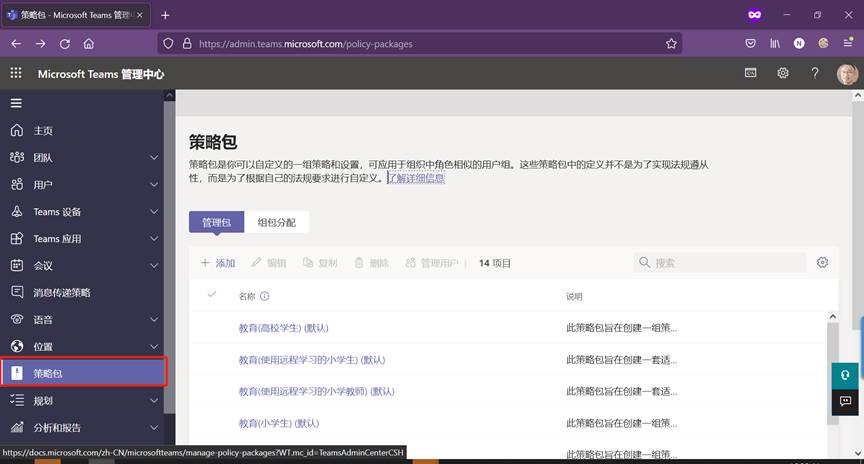 策略包 - Microsoft Teams 管理中
https://admin.teams.microsoft.com/policy-packages
Microsoft Teams 管理中心
主页
团队
用户
Teams 设备
Teams 应用
会议
消息传递策略
语音
位置
策略包
规划
分析和报告
策略包
策略包是你可以自定义的一组策略和设置，可应用于组织中角色相似的用户组。这些策略包中的定义并不是为了实现法规遵从
性，而是为了根据自己的法规要求进行自定义。了解详细信息
管理包 组包分配
添加 编辑 复制 删除 管理用户 14 项目 搜索
名称 说明
教育(高校学生) (默认) 此策略包旨在创建一组策...
教育(使用远程学习的小学生) (默认) 此策略包旨在创建一套适...
教育(使用远程学习的小学教师) (默认) 此策略包旨在创建一套适...
教育(小学生) (默认) 此策略包旨在创建一组策...
此策略包旨在创建一组策...
https://docs.microsoft.com/zh-CN/microsoftteams/manage-policy-packages?WT.mc_id=TeamsAdminCenterCSH